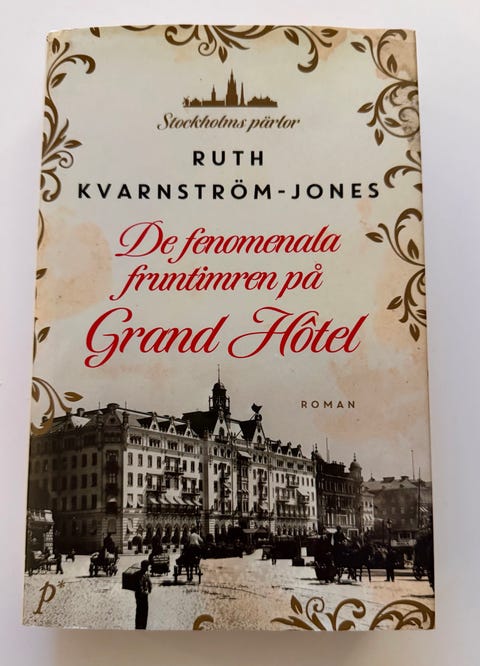 Stockholms pärlor
RUTH
KVARNSTRÖM-JONES
De fenomenala
fruntimren på
Grand Hôtel
ROMAN
p*